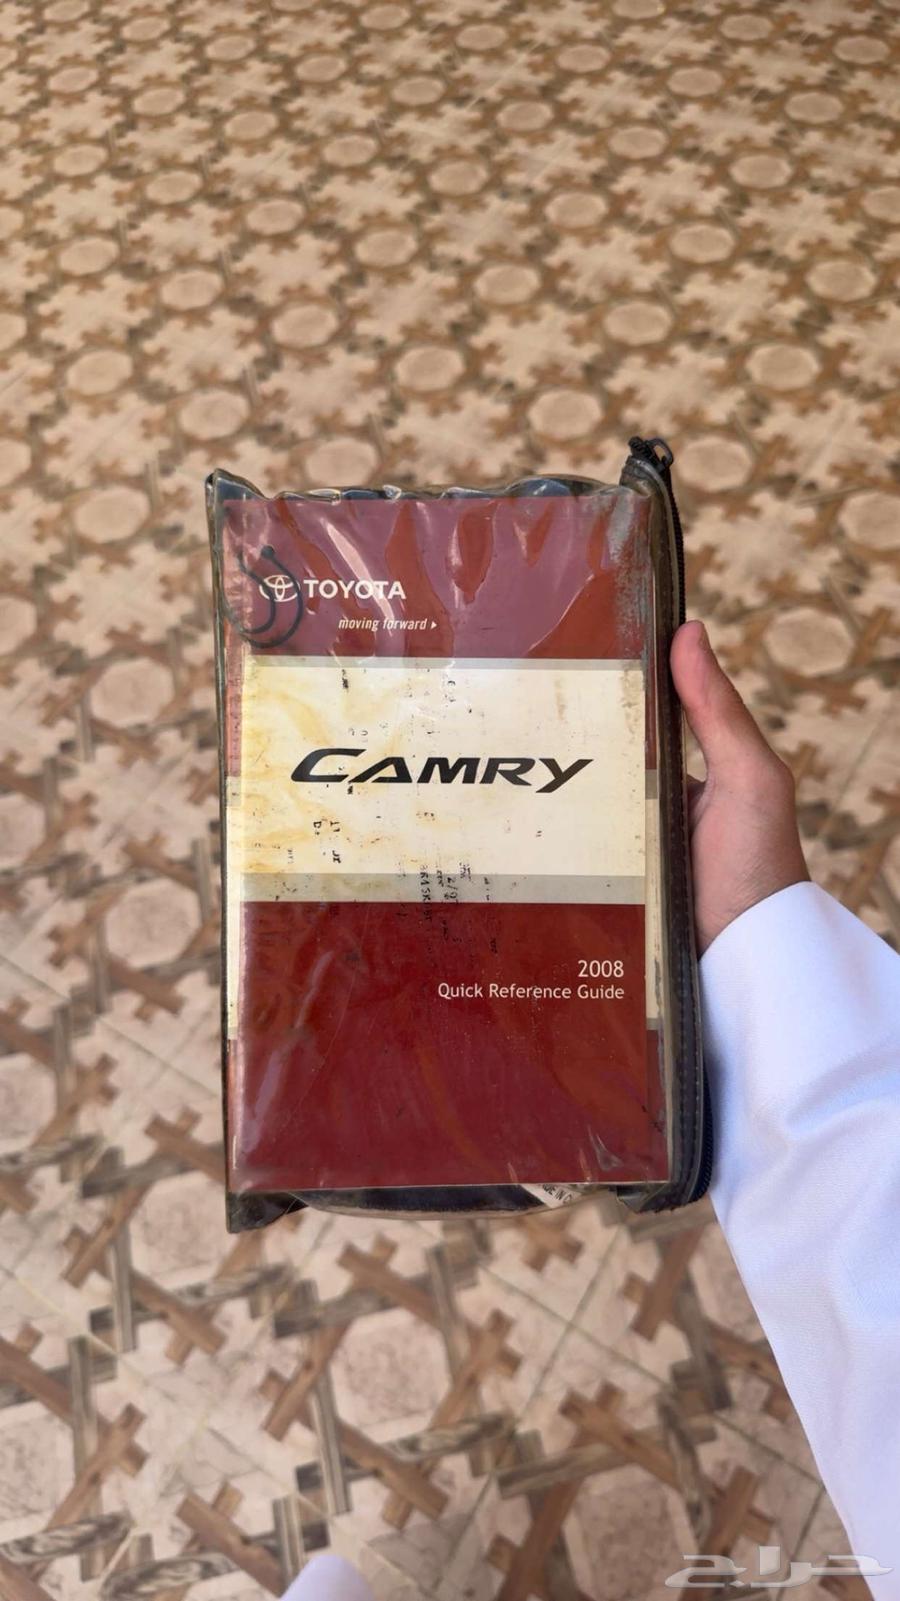 TOYOTA
moving forward
CAMRY
2008
Quick Reference Guide
حراج